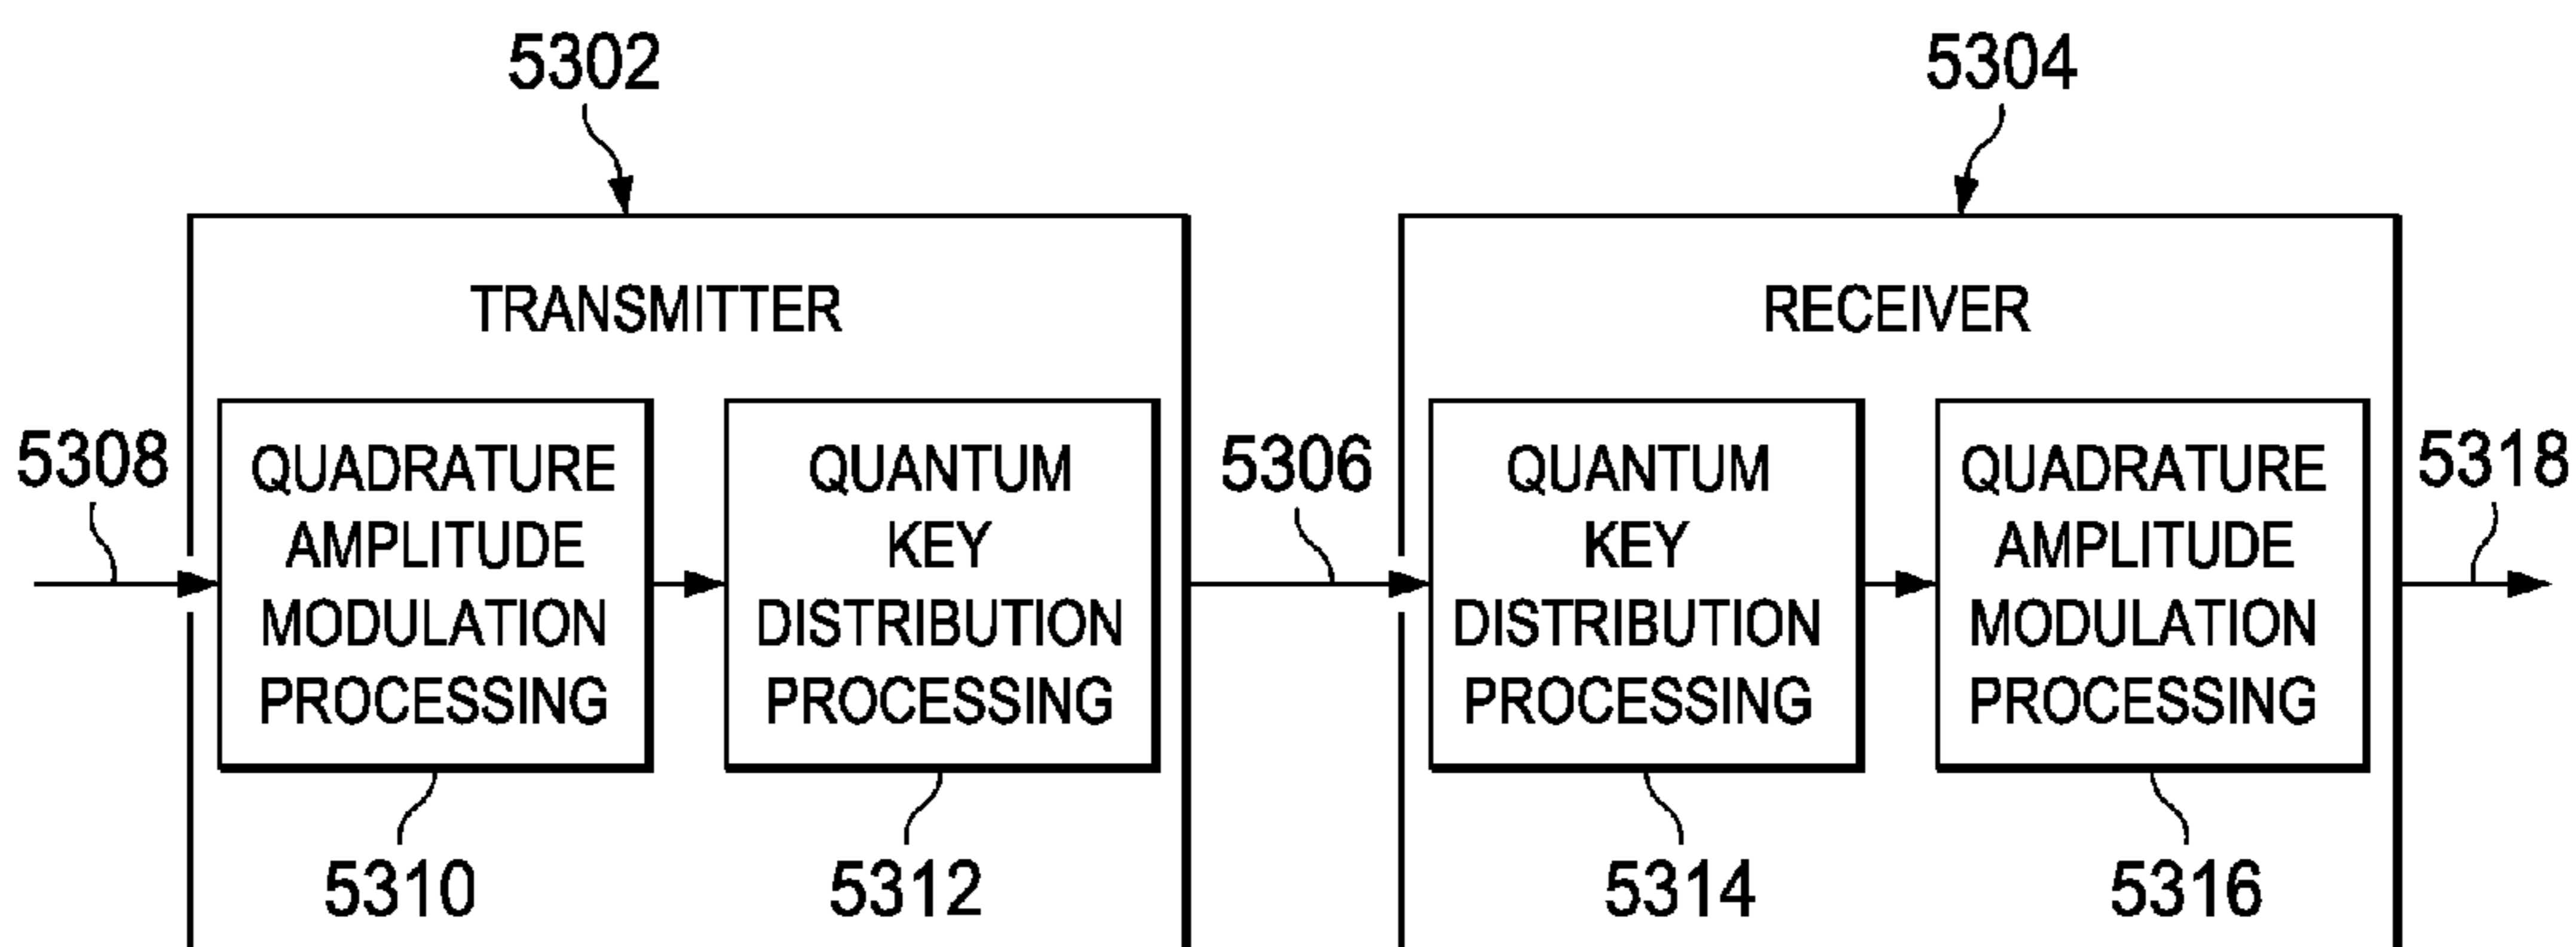 5302
5304
TRANSMITTER
RECEIVER
5308
QUADRATURE
AMPLITUDE
MODULATION
PROCESSING
QUANTUM
KEY
DISTRIBUTION
PROCESSING
5306
QUANTUM
KEY
DISTRIBUTION
PROCESSING
QUADRATURE
AMPLITUDE
MODULATION
PROCESSING
5318
5310
5312
5314
5316